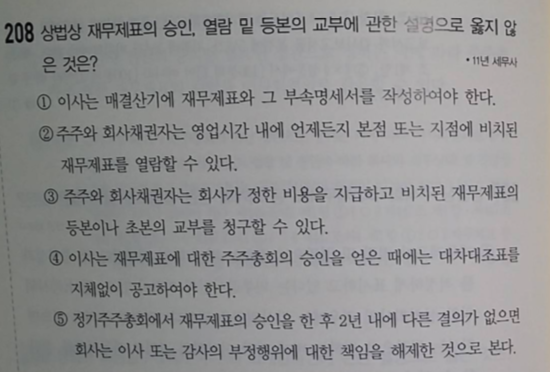 208 상법상 재무제표의 승인, 열람 밑 등본의 교부에 관한 설명으로 옳지 않
은 것은?
• 11년 세무사
① 이사는 매결산기에 재무제표와 그 부속명세서를 작성하여야 한다.
② 주주와 회사채권자는 영업시간 내에 언제든지 본점 또는 지점에 비치된
재무제표를 열람할 수 있다.
③ 주주와 회사채권자는 회사가 정한 비용을 지급하고 비치된 재무제표의
등본이나 초본의 교부를 청구할 수 있다.
④ 이사는 재무제표에 대한 주주총회의 승인을 얻은 때에는 대차대조표를
지체없이 공고하여야 한다.
⑤ 정기주주총회에서 재무제표의 승인을 한 후 2년 내에 다른 결의가 없으면
회사는 이사 또는 감사의 부정행위에 대한 책임을 해제한 것으로 본다.